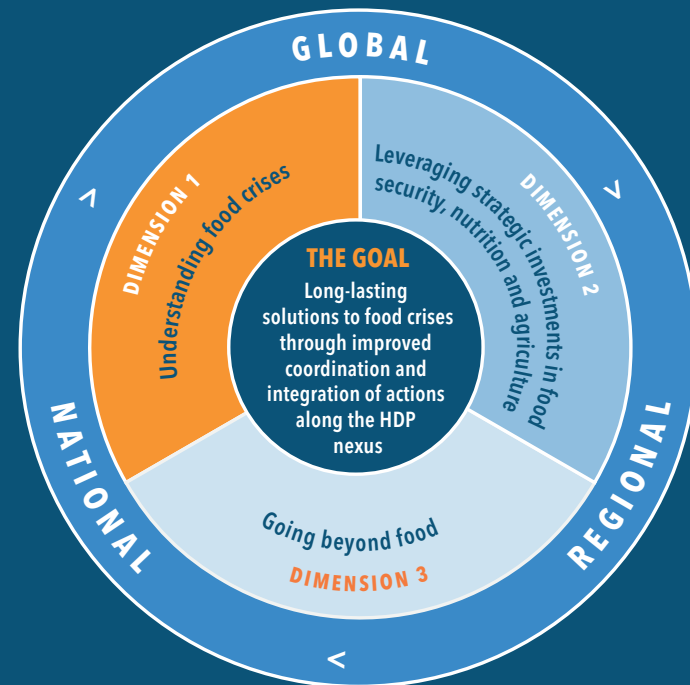 GLOBAL
DIMENSION 1
Understanding food crises
Leveraging strategic investments in food
security, nutrition and agriculture
DIMENSION 2
THE GOAL
Long-lasting
solutions to food crises
through improved
coordination and
integration of actions
along the HDP
nexus
NATIONAL
REGIONAL
Going beyond food
DIMENSION 3